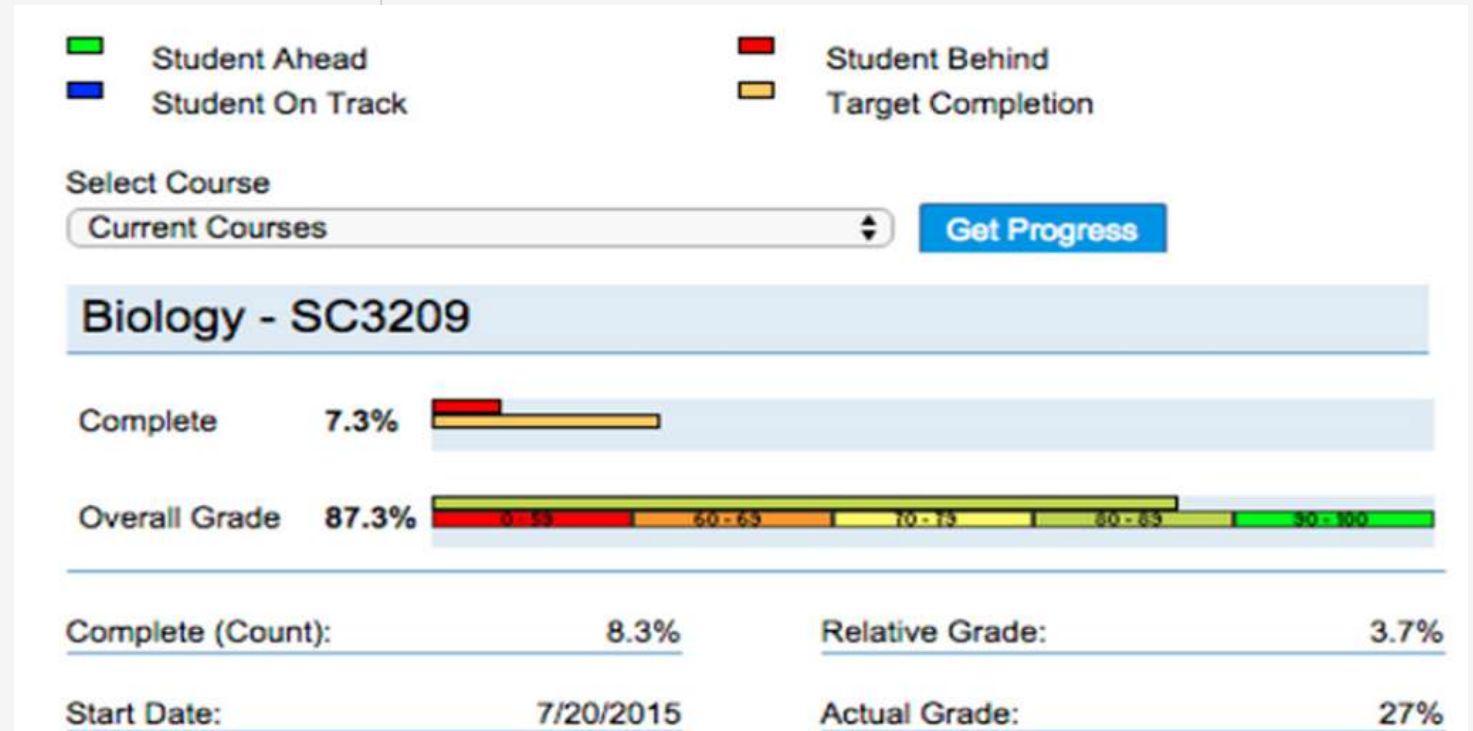 Student Ahead
Student Behind
Student On Track
Target Completion
Select Course
Current Courses
Get Progress
Biology - SC3209
Complete 7.3%
Overall Grade 87.3% 0 - 59 60 - 69 70 - 79 80 - 89 90 - 100
Complete (Count): 8.3%
Relative Grade: 3.7%
Start Date: 7/20/2015
Actual Grade: 27%